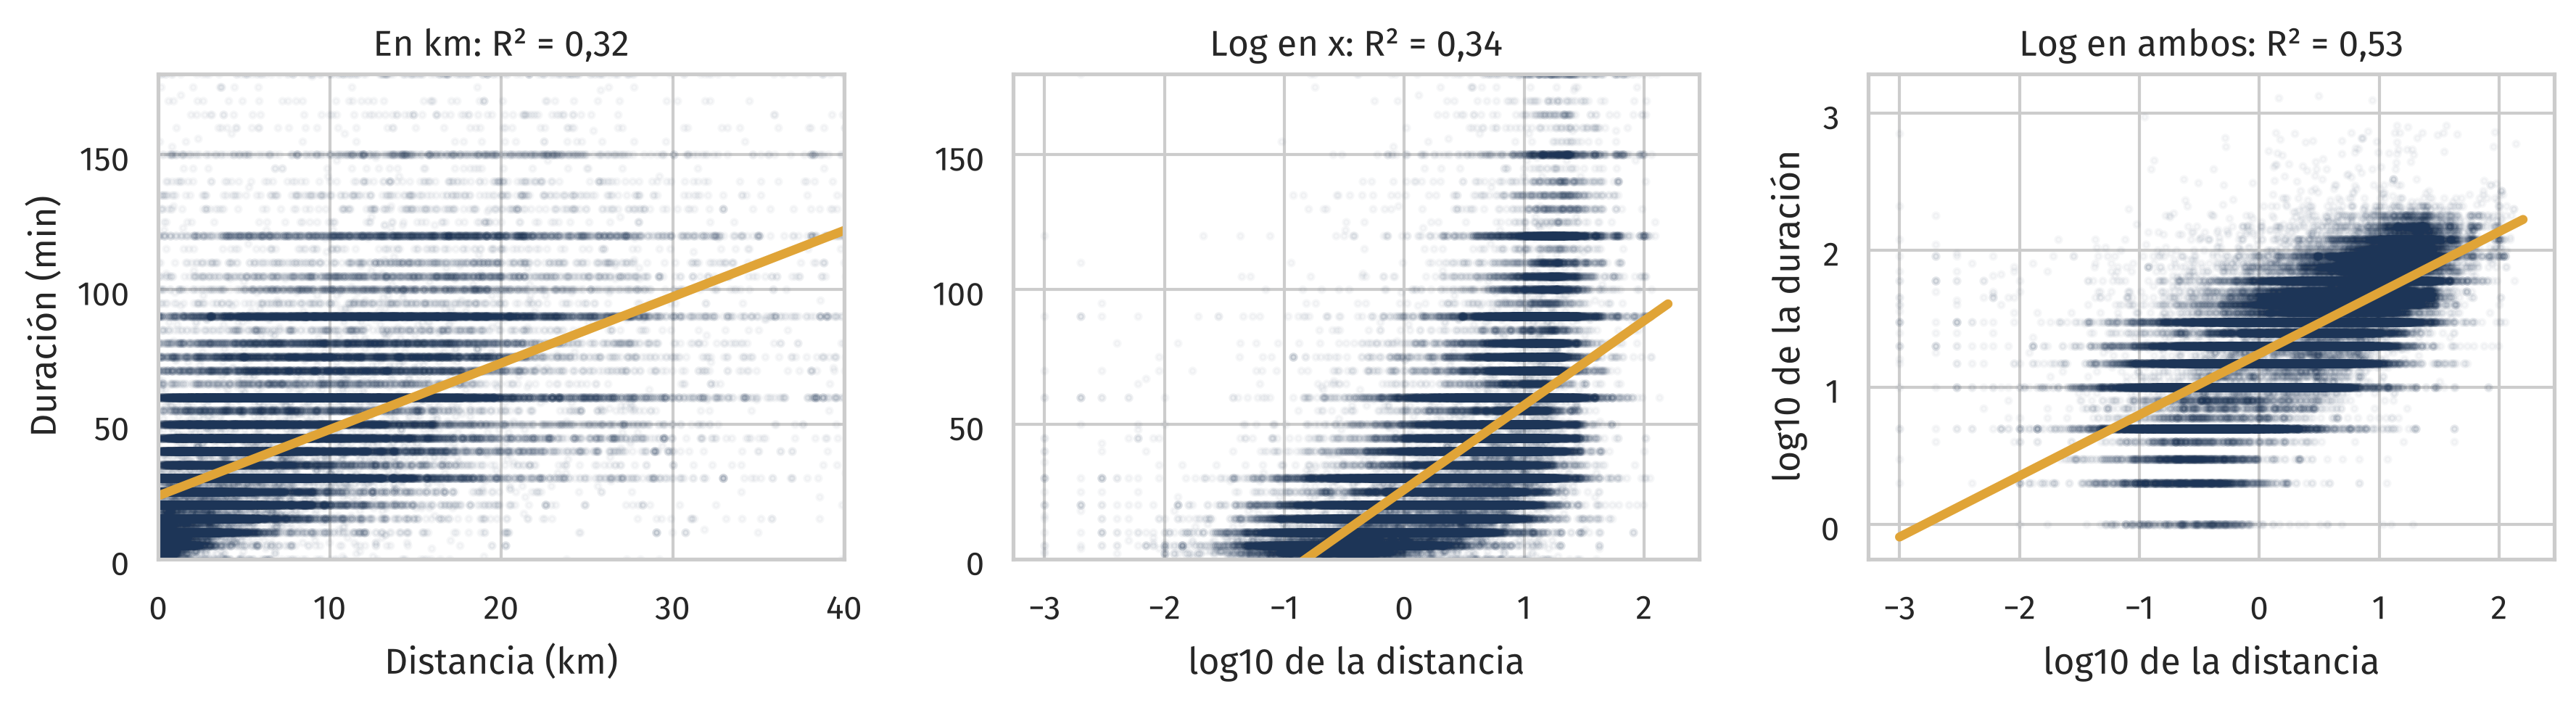 En km: R² = 0,32
Duración (min)
150
100
50
0
0 10 20 30 40
Distancia (km)
Log en x: R² = 0,34
150
100
50
0
−3 −2 −1 0 1 2
log10 de la distancia
Log en ambos: R² = 0,53
log10 de la duración
3
2
1
0
−3 −2 −1 0 1 2
log10 de la distancia